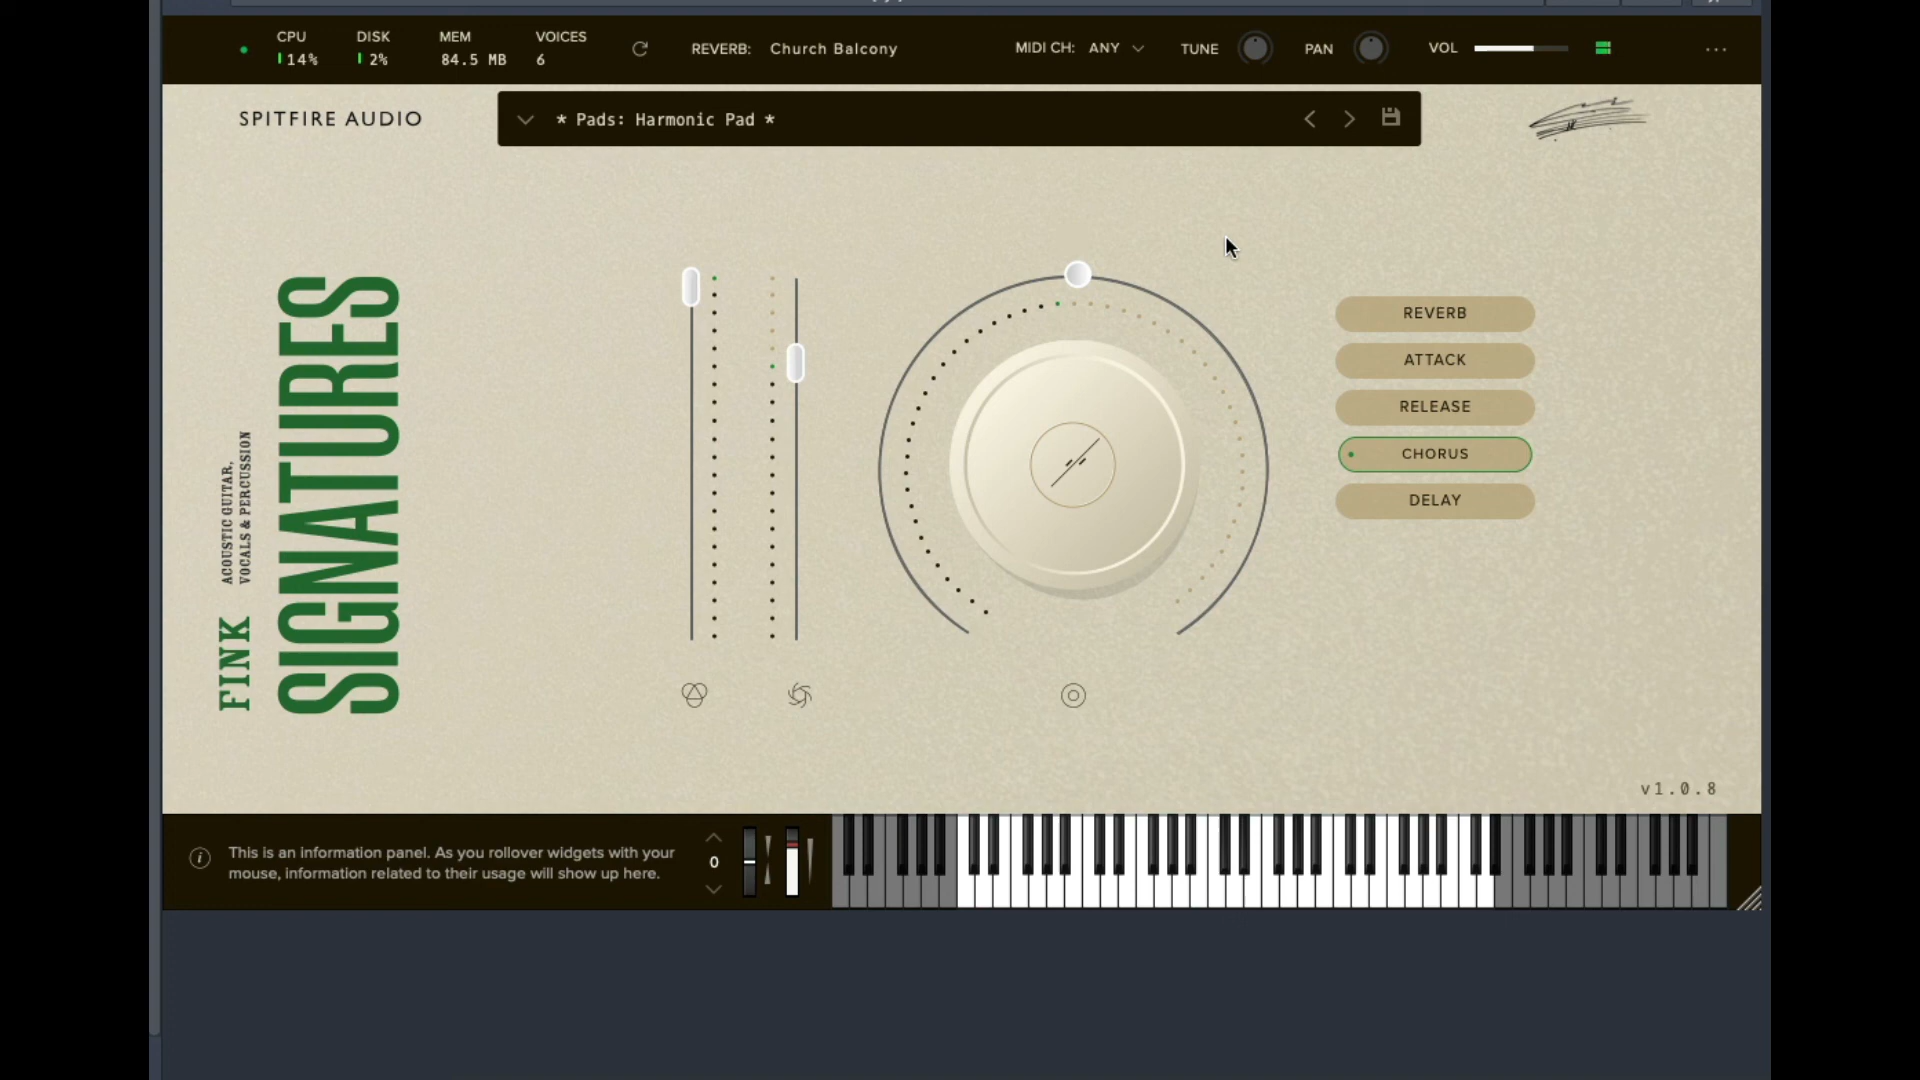 CPU
DISK
MEM
VOICES
14%
2%
84.5 MB
6
REVERB: Church Balcony
MIDI CH: ANY
TUNE
PAN
VOL
SPITFIRE AUDIO
* Pads: Harmonic Pad *
FINK
ACOUSTIC GUITAR,
VOCALS & PERCUSSION
SIGNATURES
REVERB
ATTACK
RELEASE
CHORUS
DELAY
v1.0.8
This is an information panel. As you rollover widgets with your
mouse, information related to their usage will show up here.
0